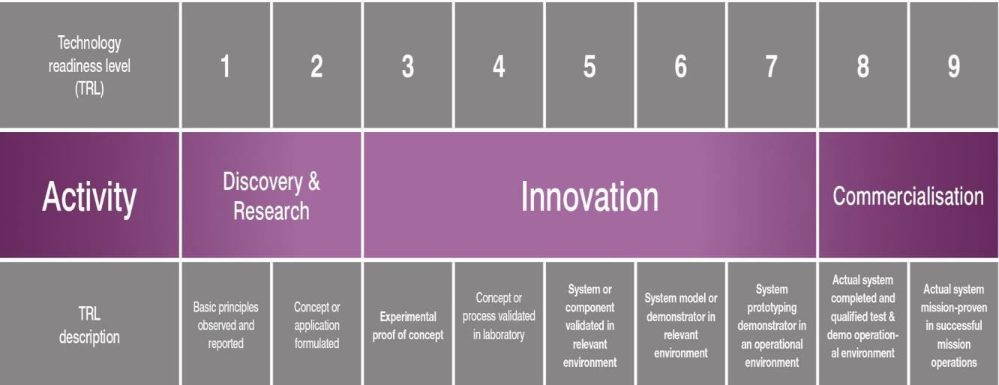 Technology
readiness level
(TRL)
1
2
3
4
5
6
7
8
9
Activity
Discovery &
Research
Innovation
Commercialisation
TRL
description
Basic principles
observed and
reported
Concept or
application
formulated
Experimental
proof of concept
Concept or
process validated
in laboratory
System or
component
validated in
relevant
environment
System model or
demonstrator in
relevant
environment
System
prototyping
demonstrator in
an operational
environment
Actual system
completed and
qualified test &
demo operation-
al environment
Actual system
mission-proven
in successful
mission
operations